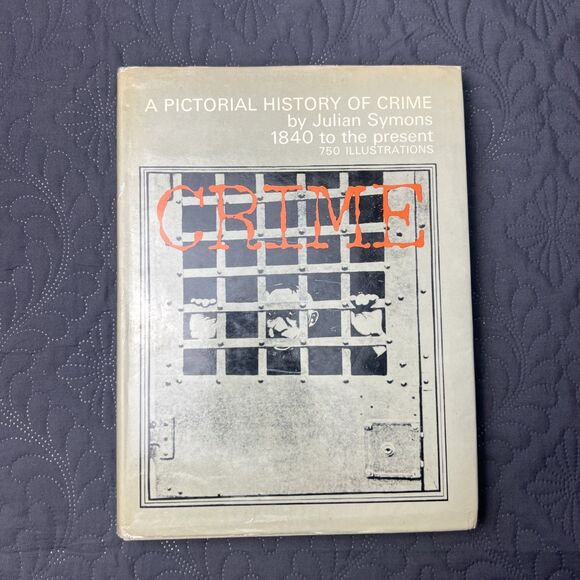 A PICTORIAL HISTORY OF CRIME
by Julian Symons
1840 to the present
750 ILLUSTRATIONS
CRIME